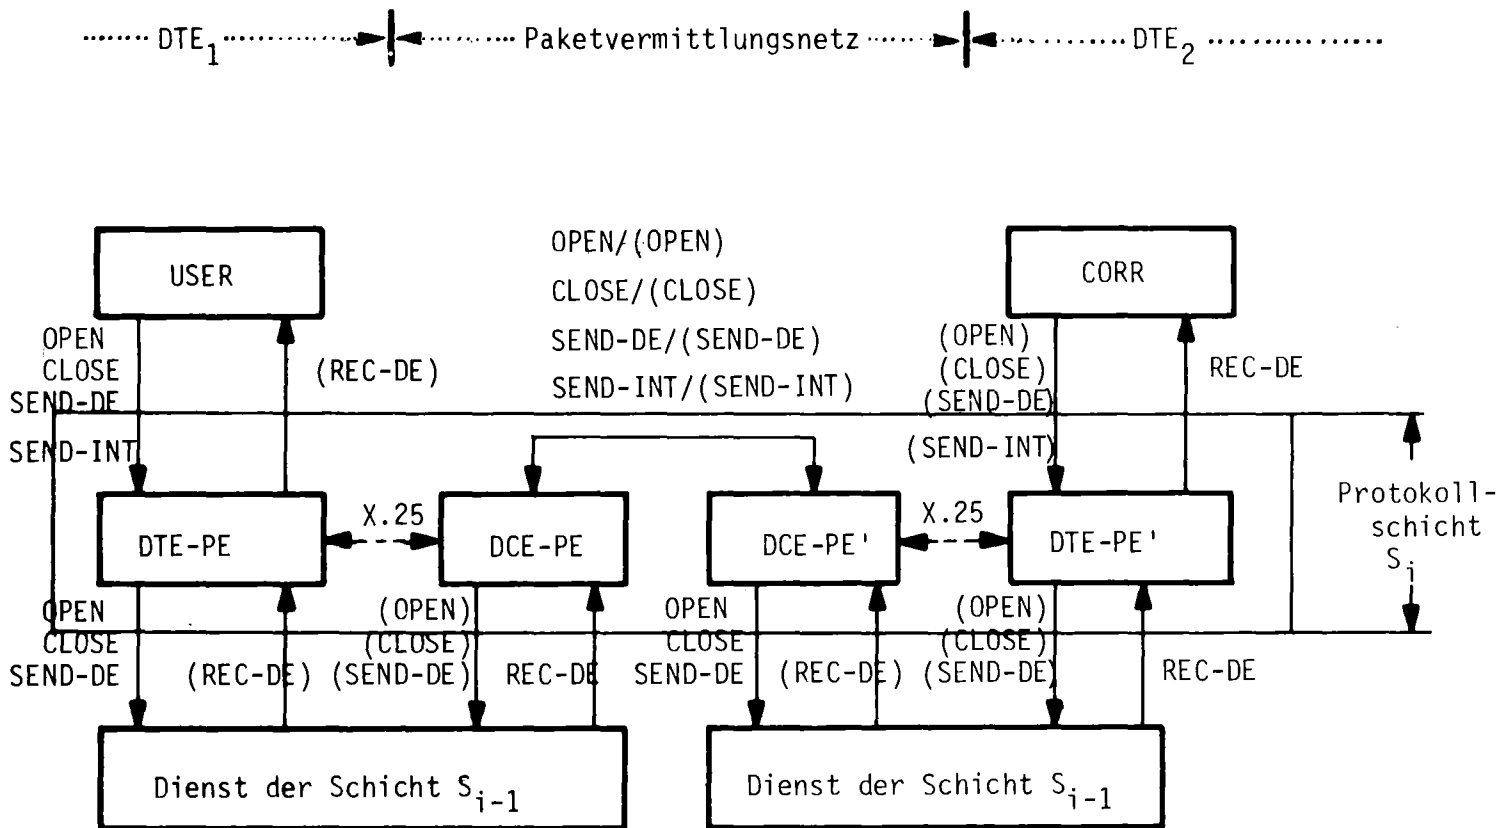 DTE1 Paketvermittlungsnetz DTE2
OPEN/(OPEN)
CLOSE/(CLOSE)
SEND-DE/(SEND-DE)
SEND-INT/(SEND-INT)
USER
CORR
OPEN
CLOSE
SEND-DE
SEND-INT
(REC-DE)
(OPEN)
(CLOSE)
(SEND-DE)
(SEND-INT)
REC-DE
DTE-PE
X.25
DCE-PE
DCE-PE'
X.25
DTE-PE'
Protokoll-
schicht
Si
OPEN
CLOSE
SEND-DE
(REC-DE)
(OPEN)
(CLOSE)
(SEND-DE)
REC-DE
OPEN
CLOSE
SEND-DE
(REC-DE)
(OPEN)
(CLOSE)
(SEND-DE)
REC-DE
Dienst der Schicht Si-1
Dienst der Schicht Si-1